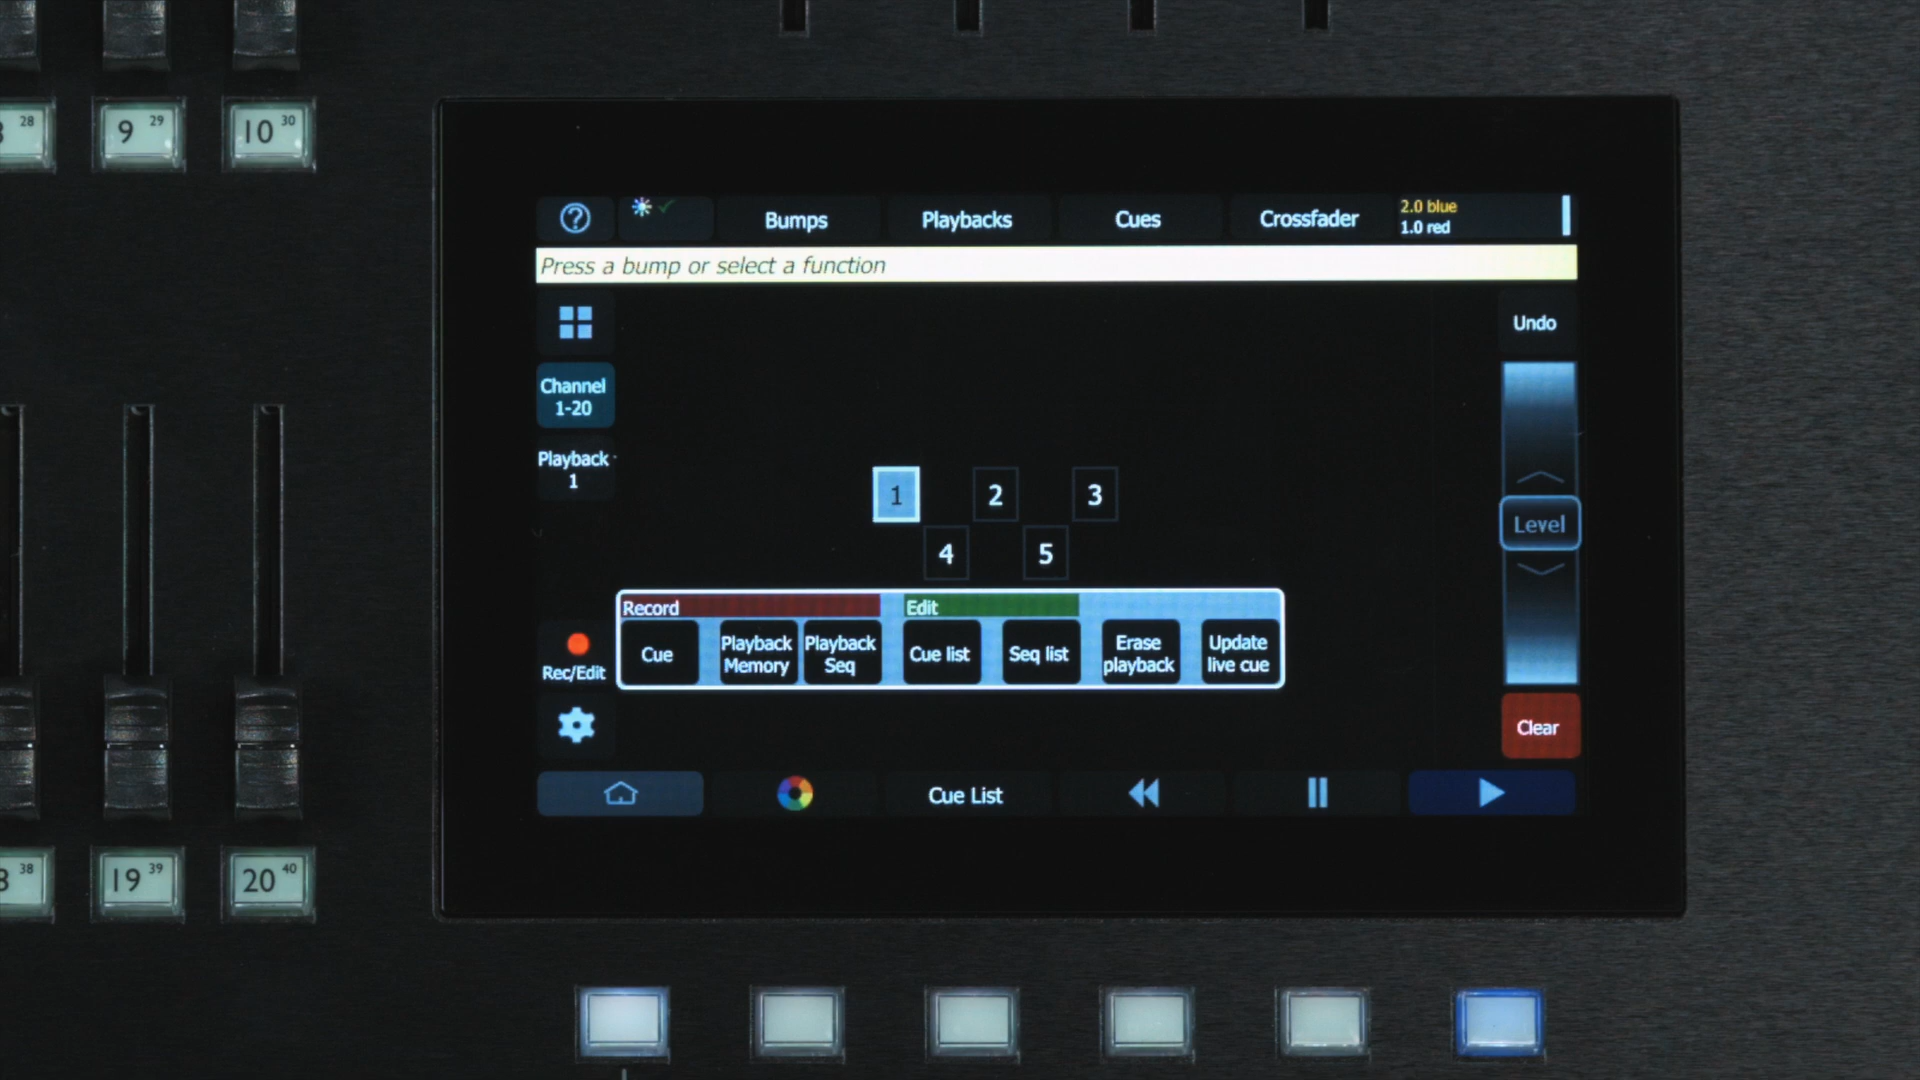 28
9 29
10 30
Bumps
Playbacks
Cues
Crossfader
2.0 blue
1.0 red
Press a bump or select a function
Undo
Channel
1-20
Playback
1
1
2
3
4
5
Level
Record
Edit
Rec/Edit
Cue
Playback
Memory
Playback
Seq
Cue list
Seq list
Erase
playback
Update
live cue
Clear
Cue List
38
19 39
20 40